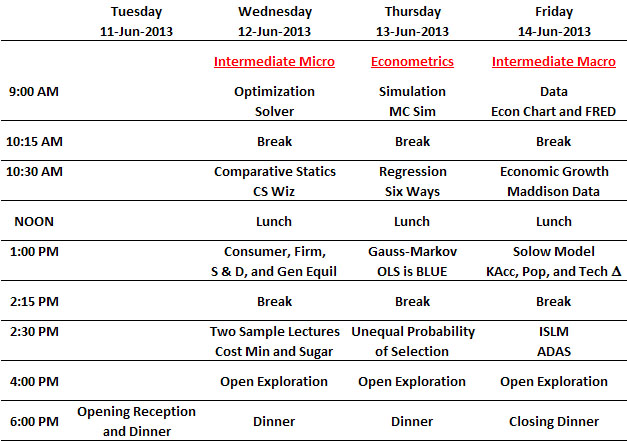 Tuesday Wednesday Thursday Friday
11-Jun-2013 12-Jun-2013 13-Jun-2013 14-Jun-2013
Intermediate Micro Econometrics Intermediate Macro
9:00 AM Optimization Simulation Data
Solver MC Sim Econ Chart and FRED
10:15 AM Break Break Break
10:30 AM Comparative Statics Regression Economic Growth
CS Wiz Six Ways Maddison Data
NOON Lunch Lunch Lunch
1:00 PM Consumer, Firm, Gauss-Markov Solow Model
S & D, and Gen Equil OLS is BLUE KAcc, Pop, and Tech Δ
2:15 PM Break Break Break
2:30 PM Two Sample Lectures Unequal Probability ISLM
Cost Min and Sugar of Selection ADAS
4:00 PM Open Exploration Open Exploration Open Exploration
6:00 PM Opening Reception Dinner Dinner Closing Dinner
and Dinner